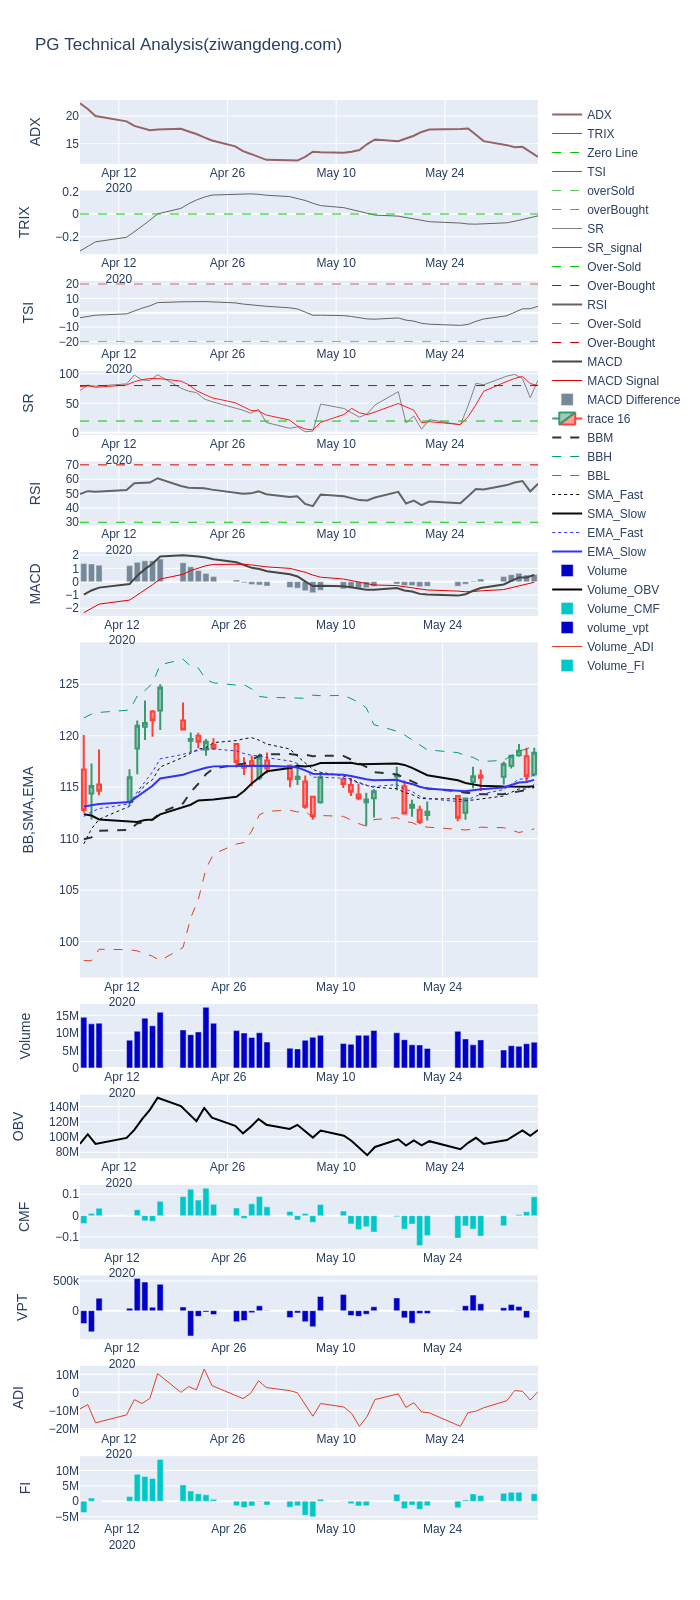 PG Technical Analysis(ziwangdeng.com)
ADX
20
15
Apr 12 Apr 26 May 10 May 24
2020
TRIX
0.2
0
−0.2
Apr 12 Apr 26 May 10 May 24
2020
TSI
20
10
0
−10
−20
Apr 12 Apr 26 May 10 May 24
2020
SR
100
50
0
Apr 12 Apr 26 May 10 May 24
2020
RSI
70
60
50
40
30
Apr 12 Apr 26 May 10 May 24
2020
MACD
2
1
0
−1
−2
Apr 12 Apr 26 May 10 May 24
2020
BB,SMA,EMA
125
120
115
110
105
100
Apr 12 Apr 26 May 10 May 24
2020
Volume
15M
10M
5M
0
Apr 12 Apr 26 May 10 May 24
2020
OBV
140M
120M
100M
80M
Apr 12 Apr 26 May 10 May 24
2020
CMF
0.1
0
−0.1
Apr 12 Apr 26 May 10 May 24
2020
VPT
500k
0
Apr 12 Apr 26 May 10 May 24
2020
ADI
10M
0
−10M
−20M
Apr 12 Apr 26 May 10 May 24
2020
FI
10M
5M
0
−5M
Apr 12 Apr 26 May 10 May 24
2020
ADX
TRIX
Zero Line
TSI
overSold
overBought
SR
SR_signal
Over-Sold
Over-Bought
RSI
Over-Sold
Over-Bought
MACD
MACD Signal
MACD Difference
trace 16
BBM
BBH
BBL
SMA_Fast
SMA_Slow
EMA_Fast
EMA_Slow
Volume
Volume_OBV
Volume_CMF
volume_vpt
Volume_ADI
Volume_FI